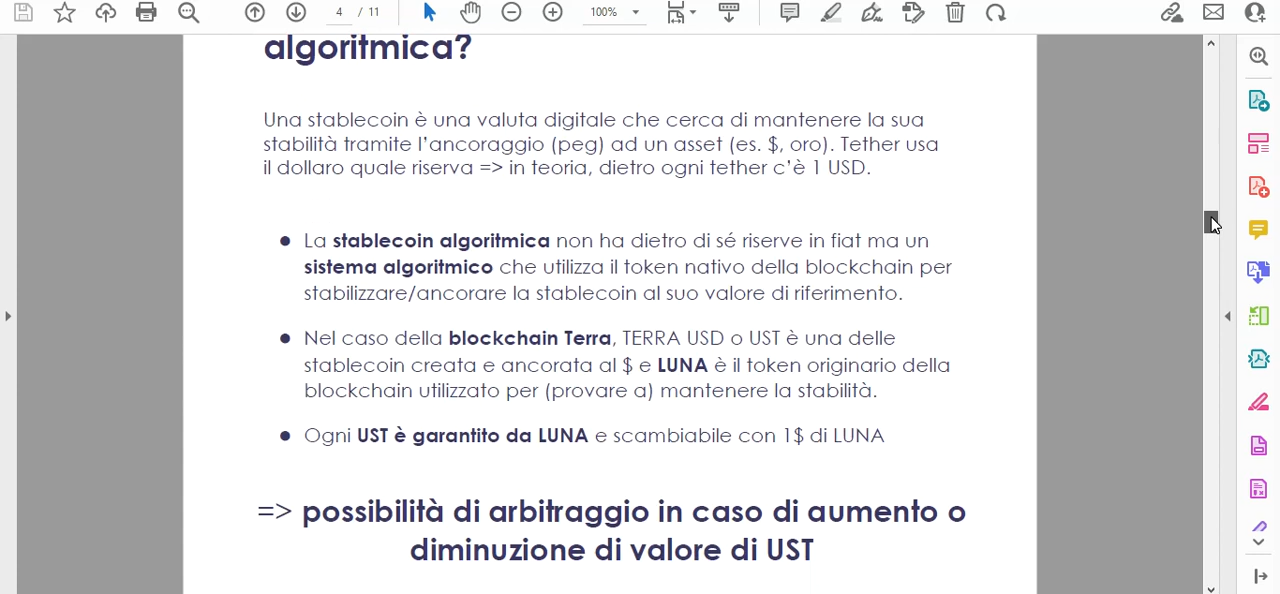 4 / 11
100%
algoritmica?
Una stablecoin è una valuta digitale che cerca di mantenere la sua
stabilità tramite l'ancoraggio (peg) ad un asset (es. $, oro). Tether usa
il dollaro quale riserva => in teoria, dietro ogni tether c'è 1 USD.
● La stablecoin algoritmica non ha dietro di sé riserve in fiat ma un
sistema algoritmico che utilizza il token nativo della blockchain per
stabilizzare/ancorare la stablecoin al suo valore di riferimento.
● Nel caso della blockchain Terra, TERRA USD o UST è una delle
stablecoin creata e ancorata al $ e LUNA è il token originario della
blockchain utilizzato per (provare a) mantenere la stabilità.
● Ogni UST è garantito da LUNA e scambiabile con 1$ di LUNA
=> possibilità di arbitraggio in caso di aumento o
diminuzione di valore di UST